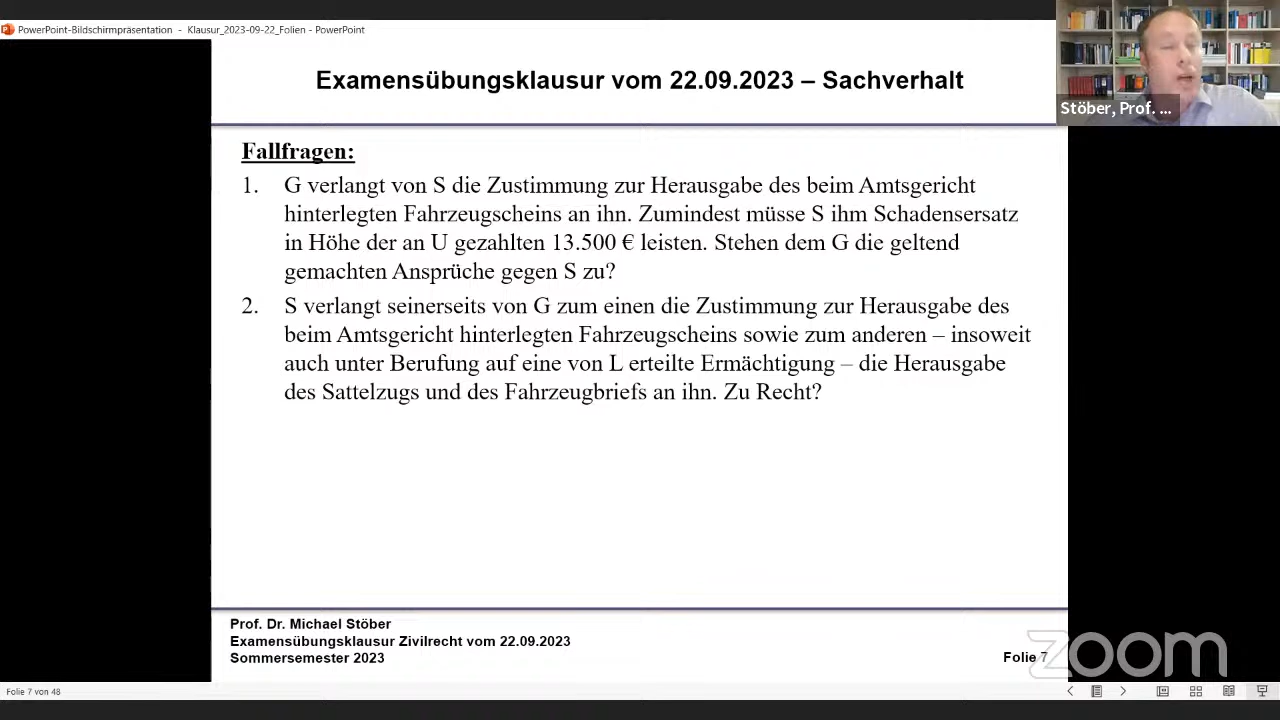 PowerPoint-Bildschirmpräsentation - Klausur_2023-09-22_Folien - PowerPoint
Stöber, Prof. ...
Examensübungsklausur vom 22.09.2023 – Sachverhalt
Fallfragen:
1. G verlangt von S die Zustimmung zur Herausgabe des beim Amtsgericht
hinterlegten Fahrzeugscheins an ihn. Zumindest müsse S ihm Schadensersatz
in Höhe der an U gezahlten 13.500 € leisten. Stehen dem G die geltend
gemachten Ansprüche gegen S zu?
2. S verlangt seinerseits von G zum einen die Zustimmung zur Herausgabe des
beim Amtsgericht hinterlegten Fahrzeugscheins sowie zum anderen – insoweit
auch unter Berufung auf eine von L erteilte Ermächtigung – die Herausgabe
des Sattelzugs und des Fahrzeugbriefs an ihn. Zu Recht?
Prof. Dr. Michael Stöber
Examensübungsklausur Zivilrecht vom 22.09.2023
Sommersemester 2023
Folie 7
zoom
Folie 7 von 48